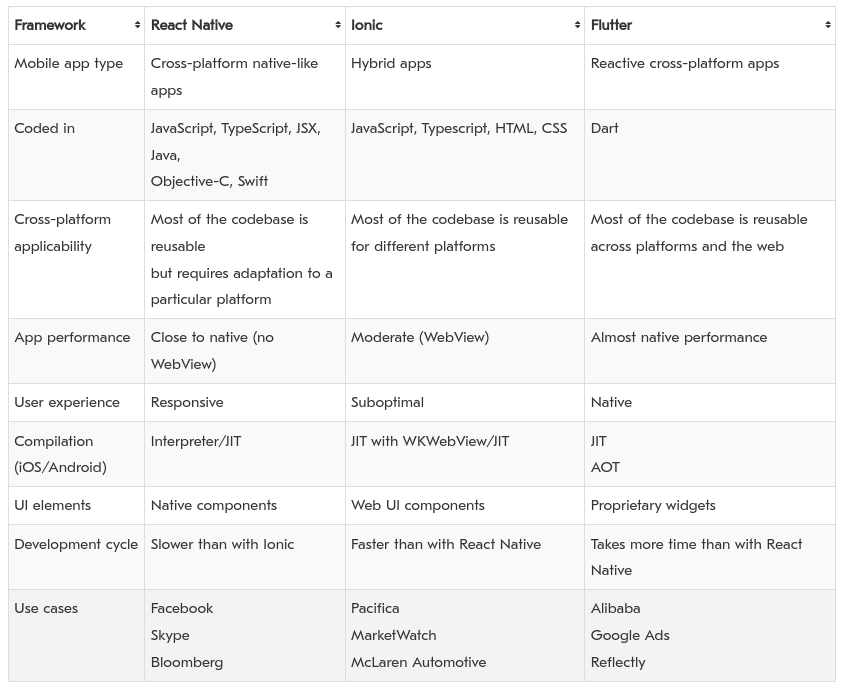 Framework React Native Ionic Flutter
Mobile app type Cross-platform native-like Hybrid apps Reactive cross-platform apps
apps
Coded in JavaScript, TypeScript, JSX, JavaScript, Typescript, HTML, CSS Dart
Java,
Objective-C, Swift
Cross-platform Most of the codebase is Most of the codebase is reusable Most of the codebase is reusable
applicability reusable for different platforms across platforms and the web
but requires adaptation to a
particular platform
App performance Close to native (no Moderate (WebView) Almost native performance
WebView)
User experience Responsive Suboptimal Native
Compilation Interpreter/JIT JIT with WKWebView/JIT JIT
(iOS/Android) AOT
UI elements Native components Web UI components Proprietary widgets
Development cycle Slower than with Ionic Faster than with React Native Takes more time than with React
Native
Use cases Facebook Pacifica Alibaba
Skype MarketWatch Google Ads
Bloomberg McLaren Automotive Reflectly